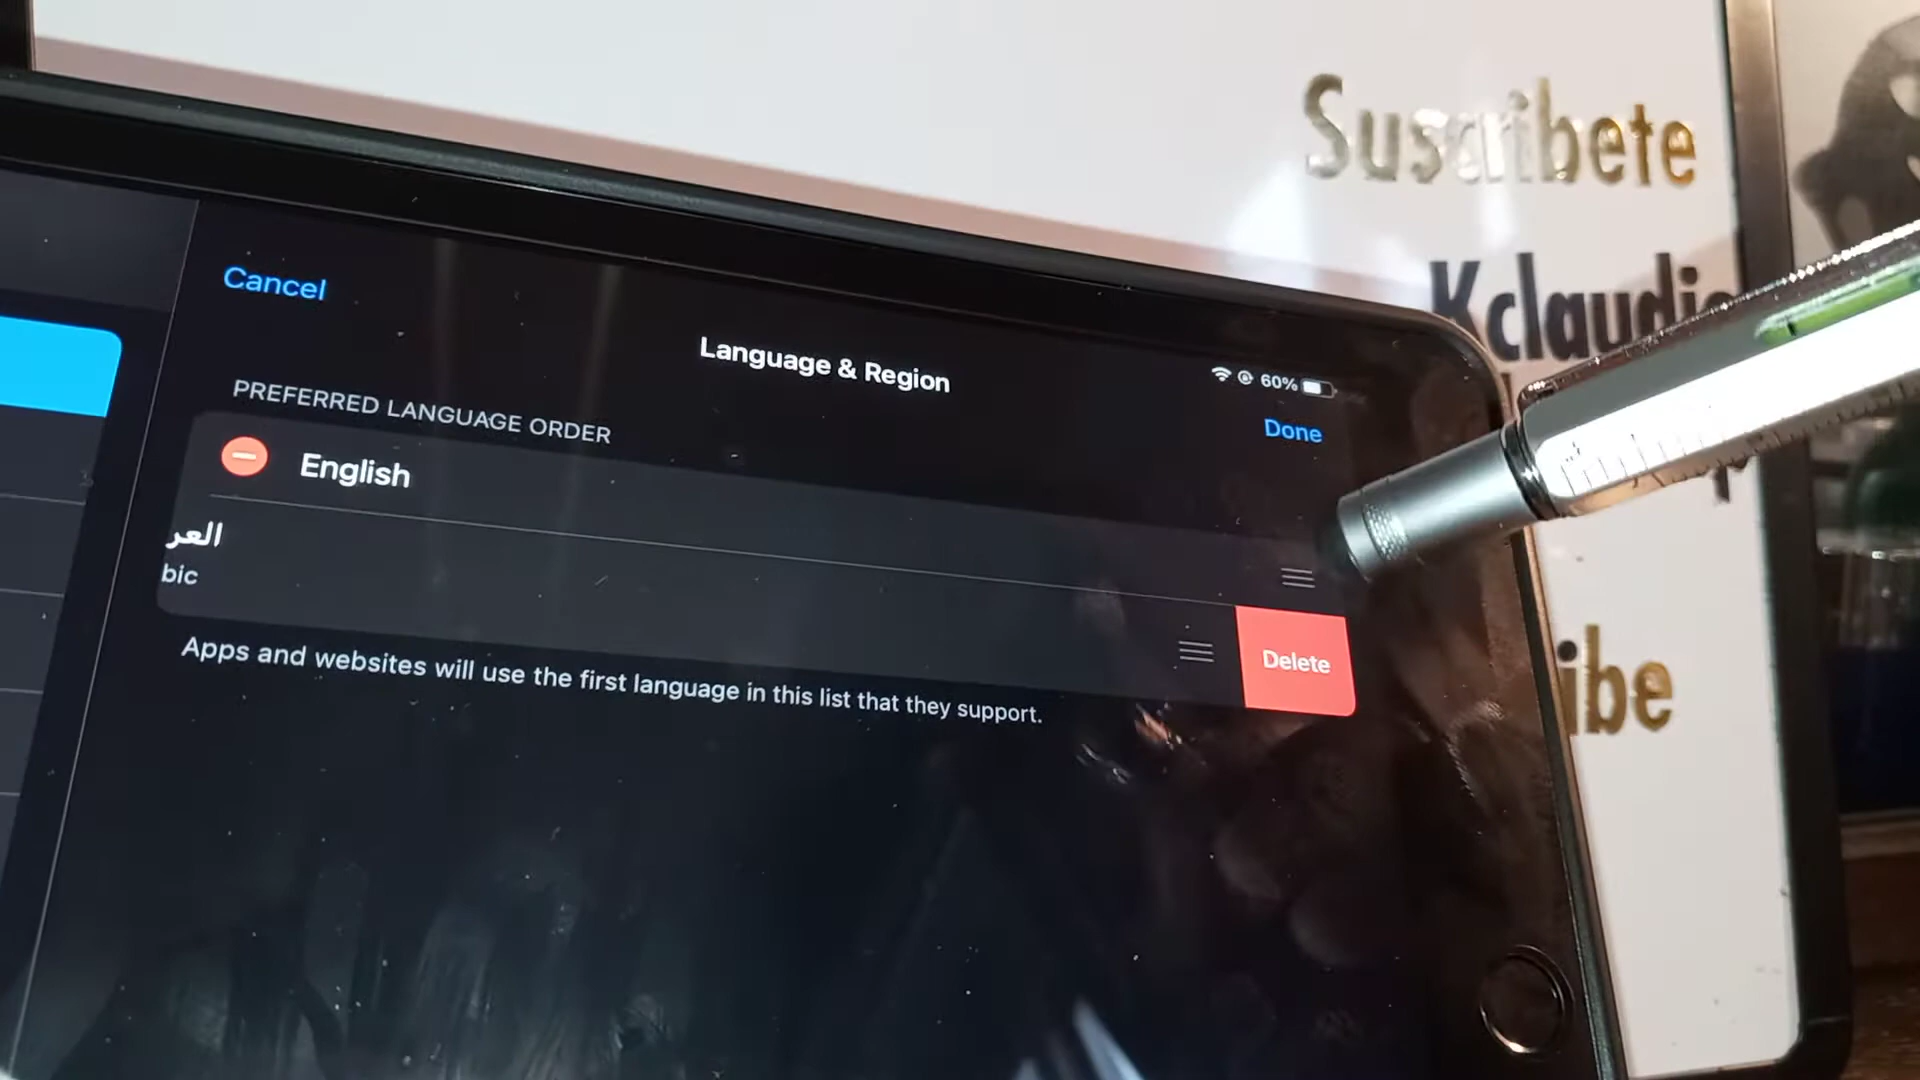 Suscribete
Kclaudio
Cancel
Language & Region
60%
Done
PREFERRED LANGUAGE ORDER
English
العر
bic
Delete
Apps and websites will use the first language in this list that they support.
ibe